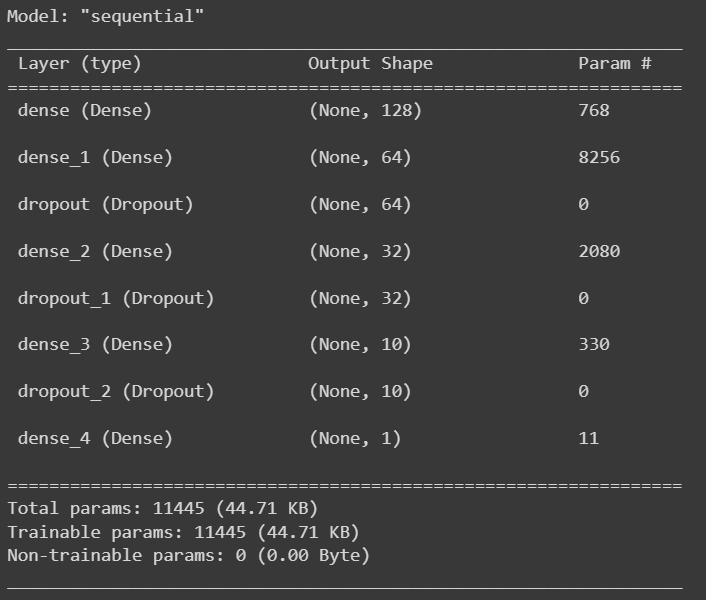 Model: "sequential"
Layer (type) Output Shape Param #
=================================================================
dense (Dense) (None, 128) 768
dense_1 (Dense) (None, 64) 8256
dropout (Dropout) (None, 64) 0
dense_2 (Dense) (None, 32) 2080
dropout_1 (Dropout) (None, 32) 0
dense_3 (Dense) (None, 10) 330
dropout_2 (Dropout) (None, 10) 0
dense_4 (Dense) (None, 1) 11
=================================================================
Total params: 11445 (44.71 KB)
Trainable params: 11445 (44.71 KB)
Non-trainable params: 0 (0.00 Byte)